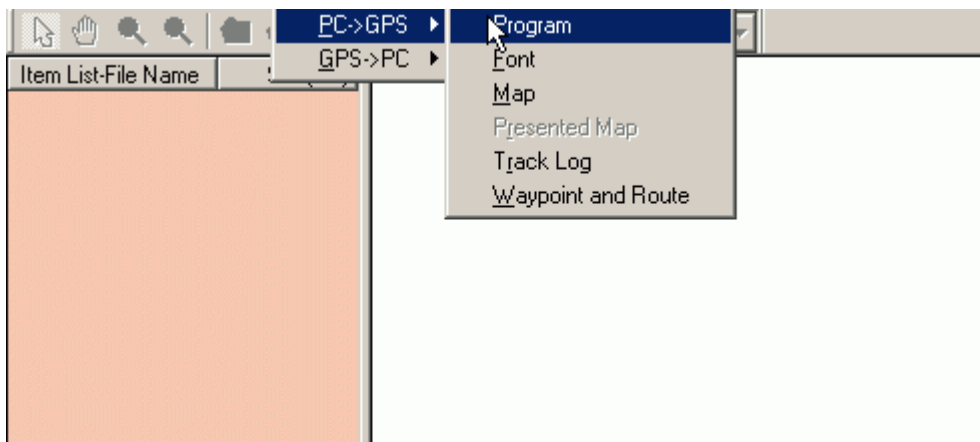 PC->GPS
Program
GPS->PC
Font
Item List-File Name
Map
Presented Map
Track Log
Waypoint and Route